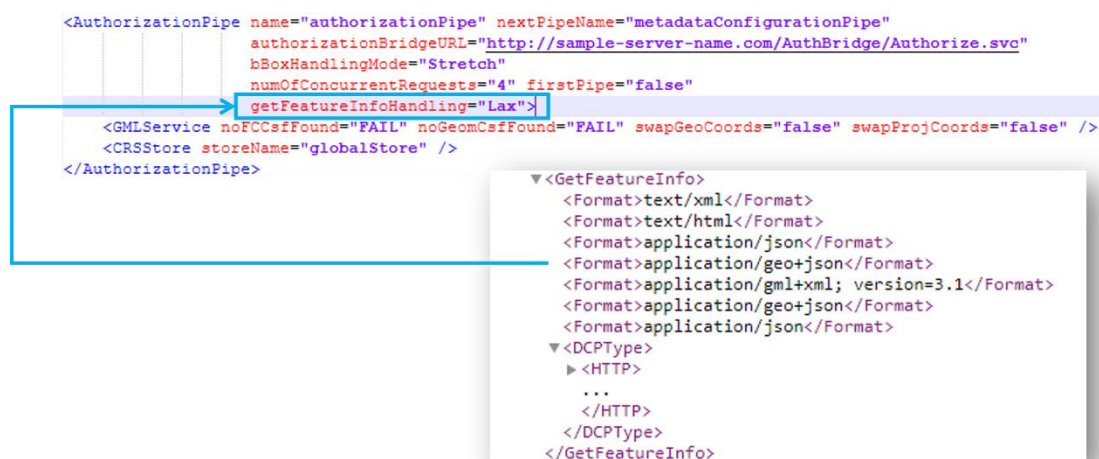 <AuthorizationPipe name="authorizationPipe" nextPipeName="metadataConfigurationPipe"
authorizationBridgeURL="http://sample-server-name.com/AuthBridge/Authorize.svc"
bBoxHandlingMode="Stretch"
numOfConcurrentRequests="4" firstPipe="false"
getFeatureInfoHandling="Lax">
<GMLService noFCCsfFound="FAIL" noGeomCsfFound="FAIL" swapGeoCoords="false" swapProjCoords="false" />
<CRSStore storeName="globalStore" />
</AuthorizationPipe>
▼<GetFeatureInfo>
<Format>text/xml</Format>
<Format>text/html</Format>
<Format>application/json</Format>
<Format>application/geo+json</Format>
<Format>application/gml+xml; version=3.1</Format>
<Format>application/geo+json</Format>
<Format>application/json</Format>
▼<DCPType>
▶<HTTP>
...
</HTTP>
</DCPType>
</GetFeatureInfo>